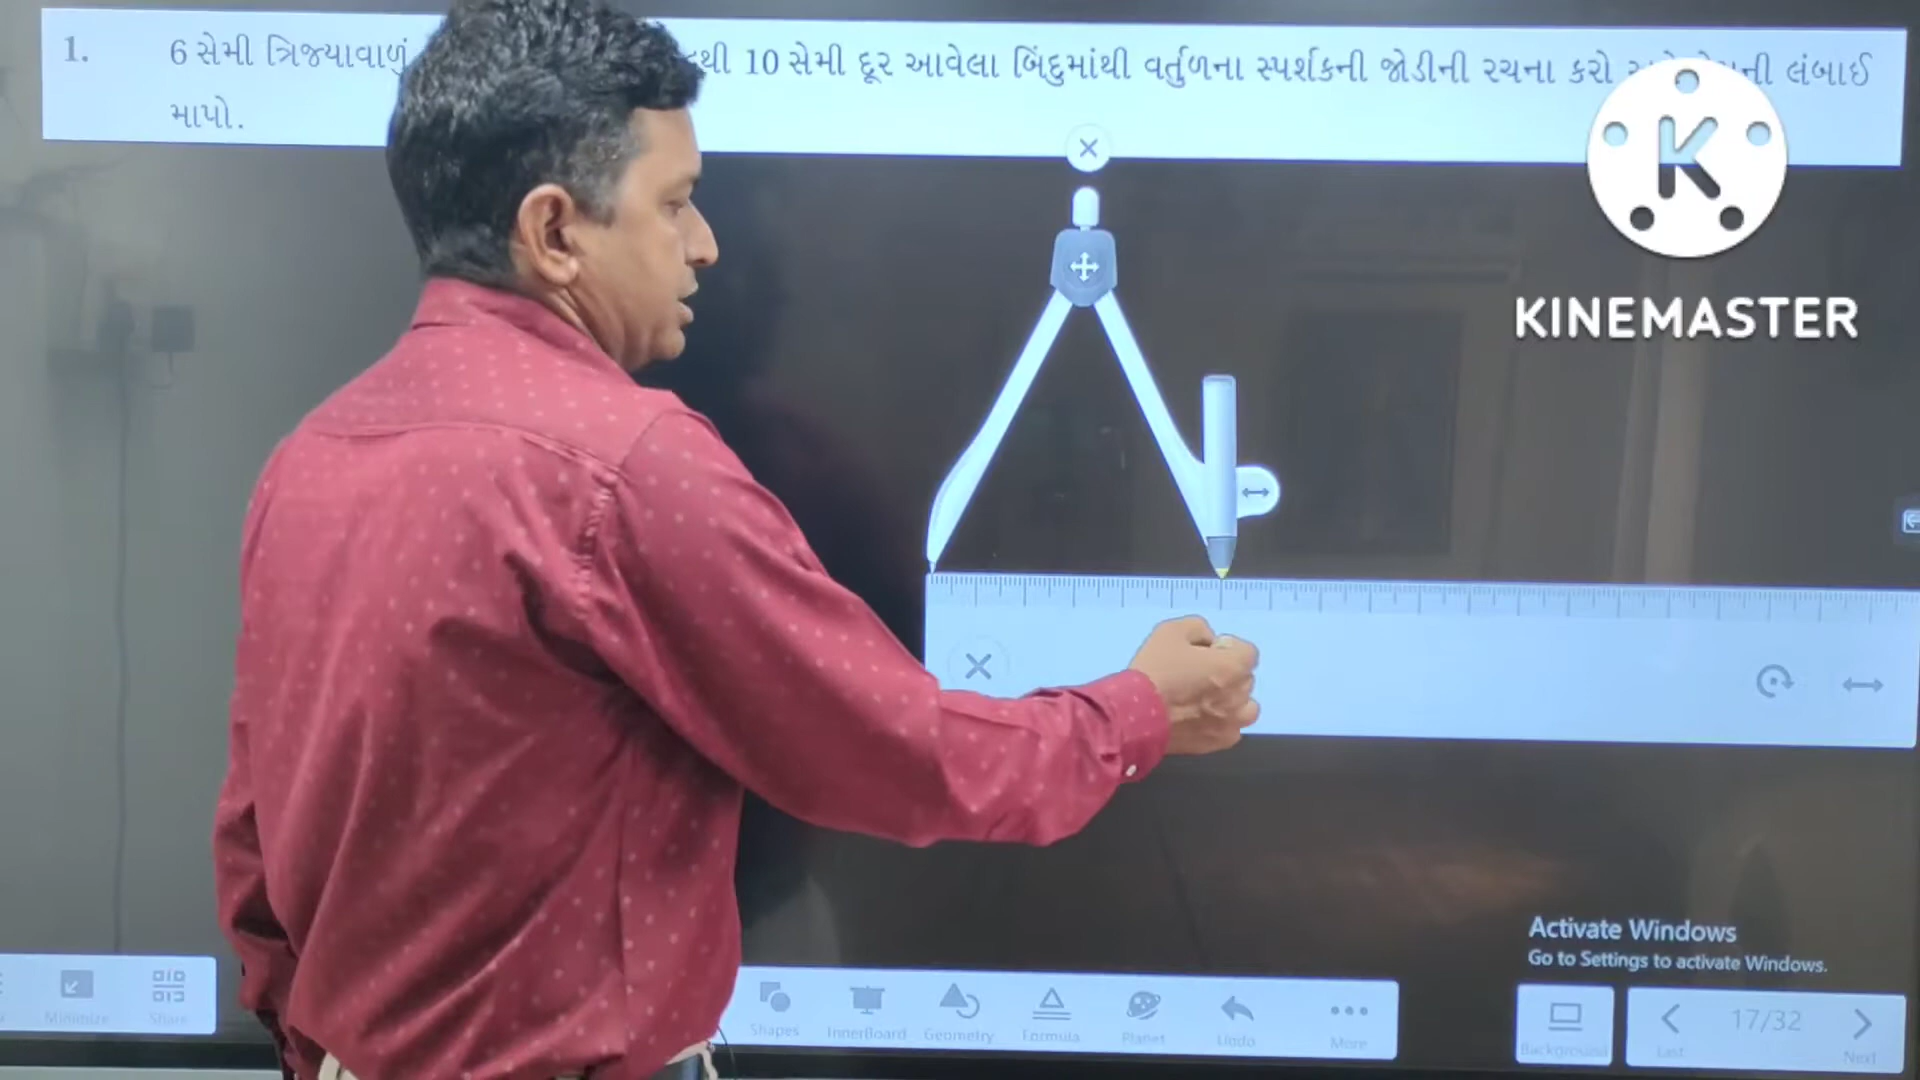 1. 6 સેમી ત્રિજ્યાવાળું થી 10 સેમી દૂર આવેલા બિંદુમાંથી વર્તુળના સ્પર્શકની જોડીની રચના કરો લંબાઈ
માપો.
K
KINEMASTER
Activate Windows
Go to Settings to activate Windows.
Minimize Share Shapes InnerBoard Geometry Formula Planet Undo More Background Last 17/32 Next